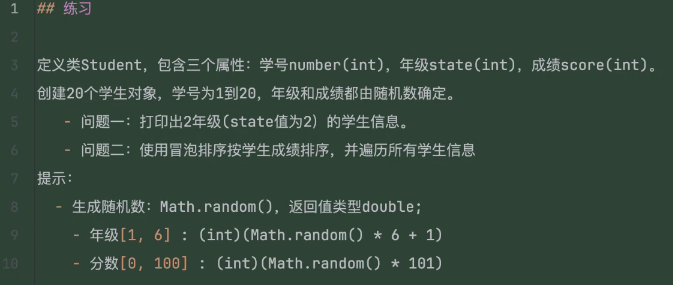 1 ## 练习
2
3 定义类Student，包含三个属性：学号number(int)，年级state(int)，成绩score(int)。
4 创建20个学生对象，学号为1到20，年级和成绩都由随机数确定。
5 - 问题一：打印出2年级(state值为2）的学生信息。
6 - 问题二：使用冒泡排序按学生成绩排序，并遍历所有学生信息
7 提示：
8 - 生成随机数：Math.random()，返回值类型double;
9 - 年级[1, 6] : (int)(Math.random() * 6 + 1)
10 - 分数[0, 100] : (int)(Math.random() * 101)